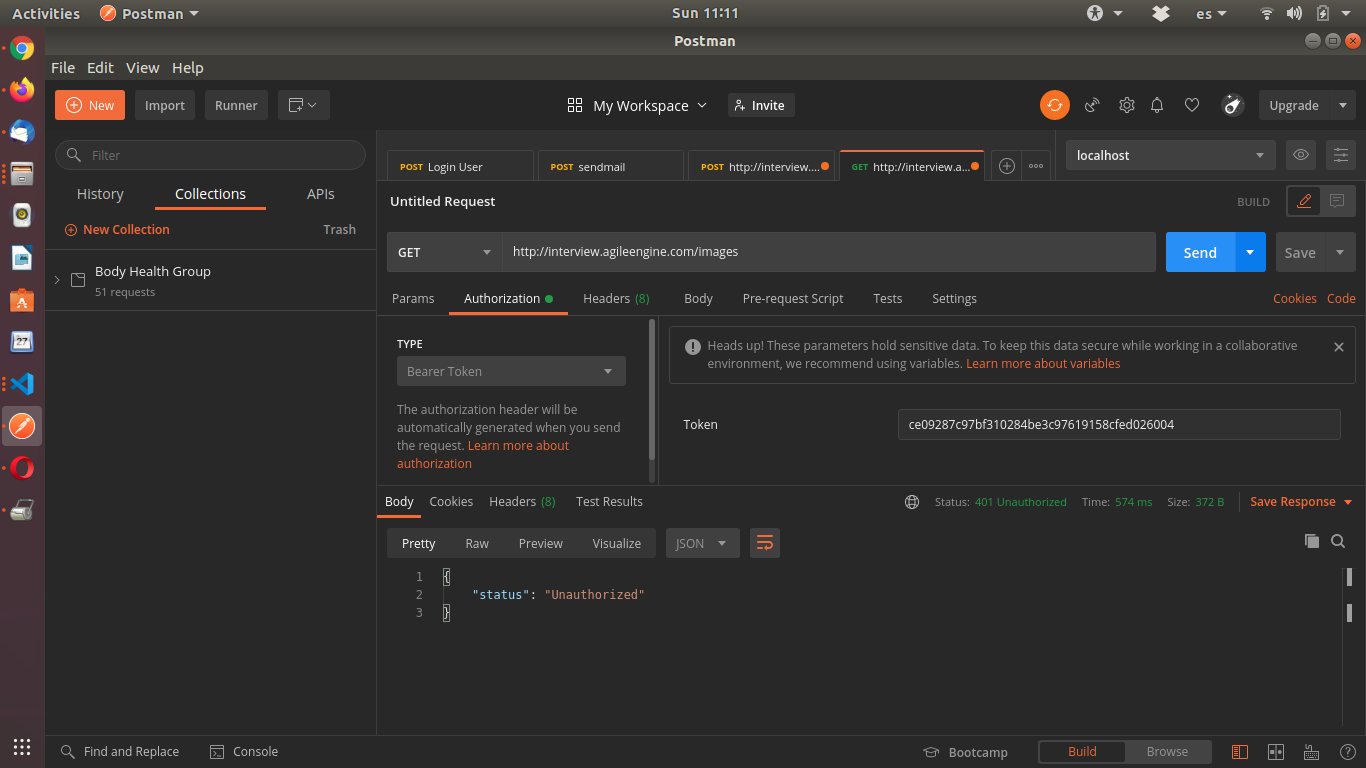 Activities
Postman
Sun 11:11
es
Postman
File Edit View Help
New
Import
Runner
My Workspace
Invite
Upgrade
Filter
History
Collections
APIs
New Collection
Trash
Body Health Group
51 requests
POST Login User
POST sendmail
POST http://interview....
GET http://interview.a...
localhost
Untitled Request
BUILD
GET
http://interview.agileengine.com/images
Send
Save
Params
Authorization
Headers (8)
Body
Pre-request Script
Tests
Settings
Cookies
Code
TYPE
Bearer Token
The authorization header will be
automatically generated when you send
the request. Learn more about
authorization
Heads up! These parameters hold sensitive data. To keep this data secure while working in a collaborative
environment, we recommend using variables. Learn more about variables
Token
ce09287c97bf310284be3c97619158cfed026004
Body
Cookies
Headers (8)
Test Results
Status: 401 Unauthorized
Time: 574 ms
Size: 372 B
Save Response
Pretty
Raw
Preview
Visualize
JSON
1 {
2 "status": "Unauthorized"
3 }
27
Find and Replace
Console
Bootcamp
Build
Browse